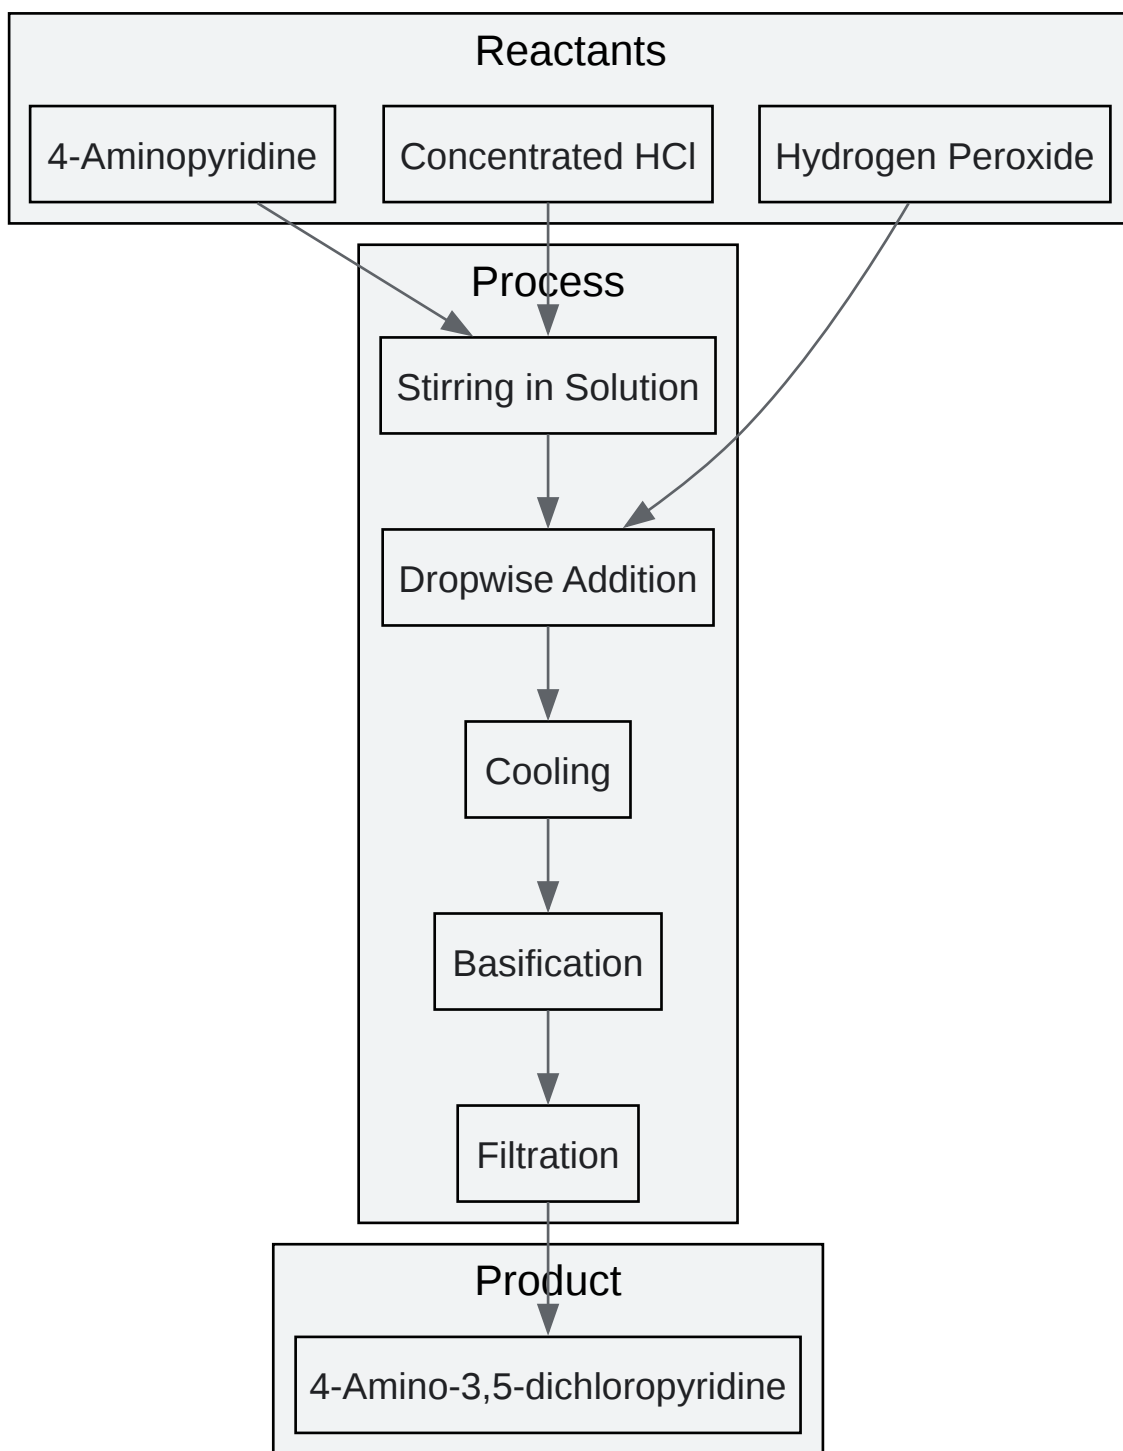 Reactants
4-Aminopyridine
Concentrated HCl
Hydrogen Peroxide
Process
Stirring in Solution
Dropwise Addition
Cooling
Basification
Filtration
Product
4-Amino-3,5-dichloropyridine